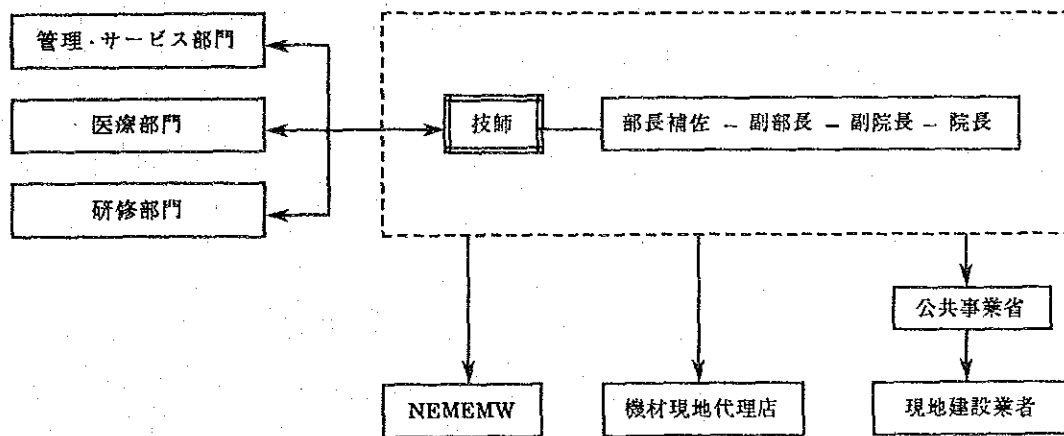 管理・サービス部門
医療部門
研修部門
技師
部長補佐 － 副部長 － 副院長 － 院長
公共事業省
NEMEMW
機材現地代理店
現地建設業者